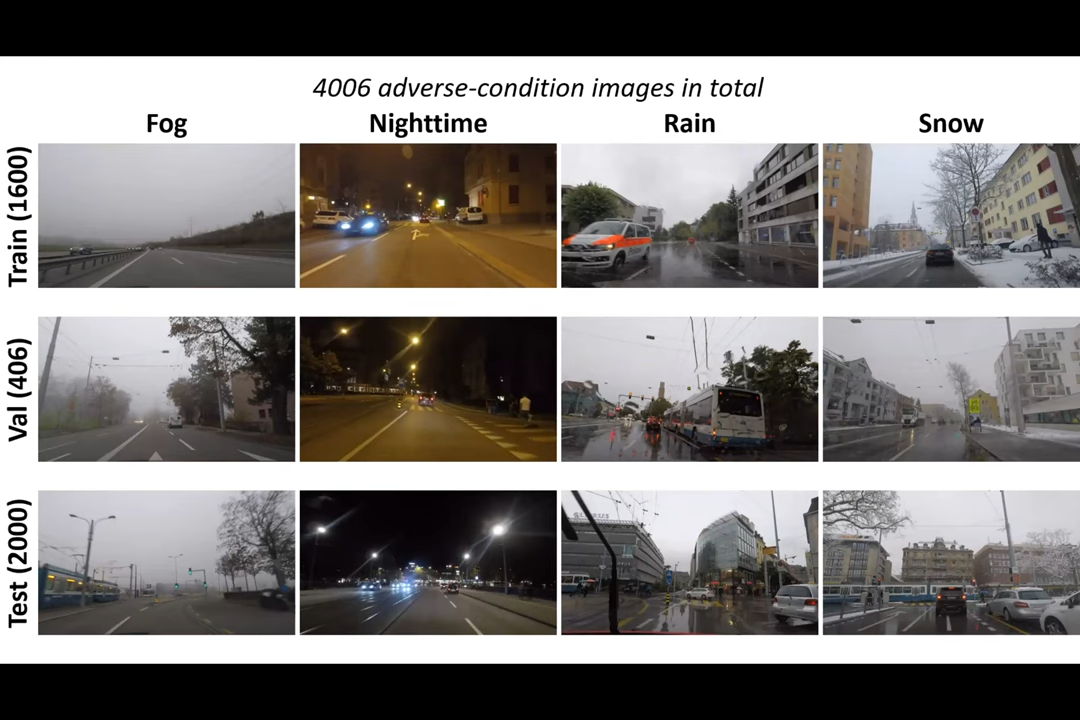 4006 adverse-condition images in total
Fog Nighttime Rain Snow
Train (1600)
Val (406)
Test (2000)